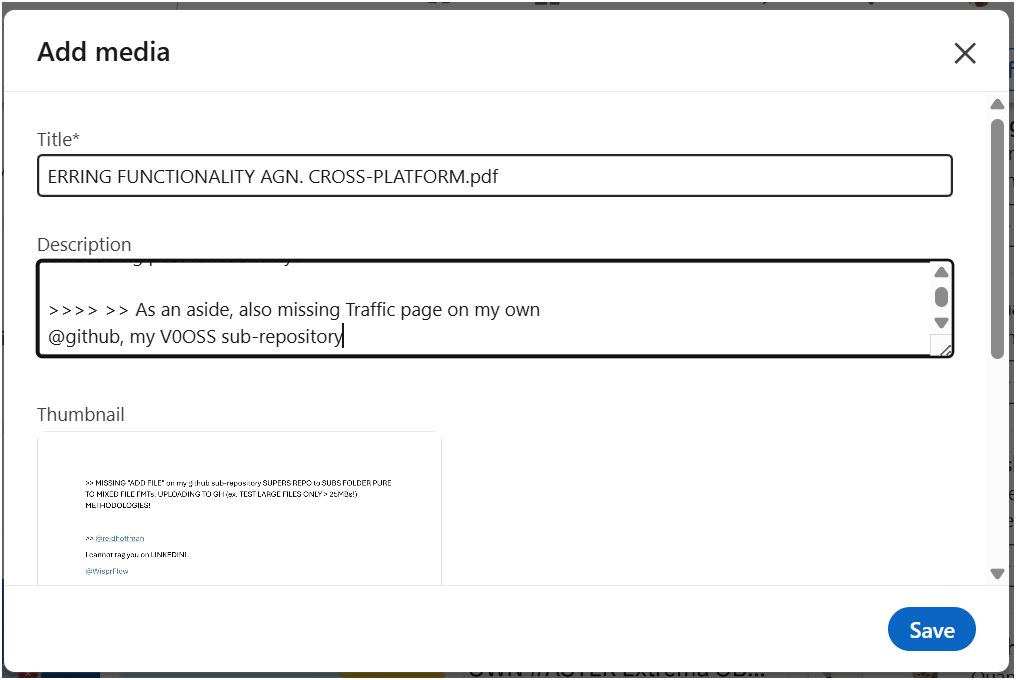 Add media
Title*
ERRING FUNCTIONALITY AGN. CROSS-PLATFORM.pdf
Description
>>>> >> As an aside, also missing Traffic page on my own
@github, my V0OSS sub-repository
Thumbnail
>> MISSING "ADD FILE" on my github sub-repository SUPERS REPO to SUBS FOLDER PURE
TO MIXED FILE FMTs, UPLOADING TO GH (ex. TEST LARGE FILES ONLY > 25MBs!)
METHODOLOGIES!
>> @reidhoffman
I cannot tag you on LINKEDIN!
@WisprFlow
Save